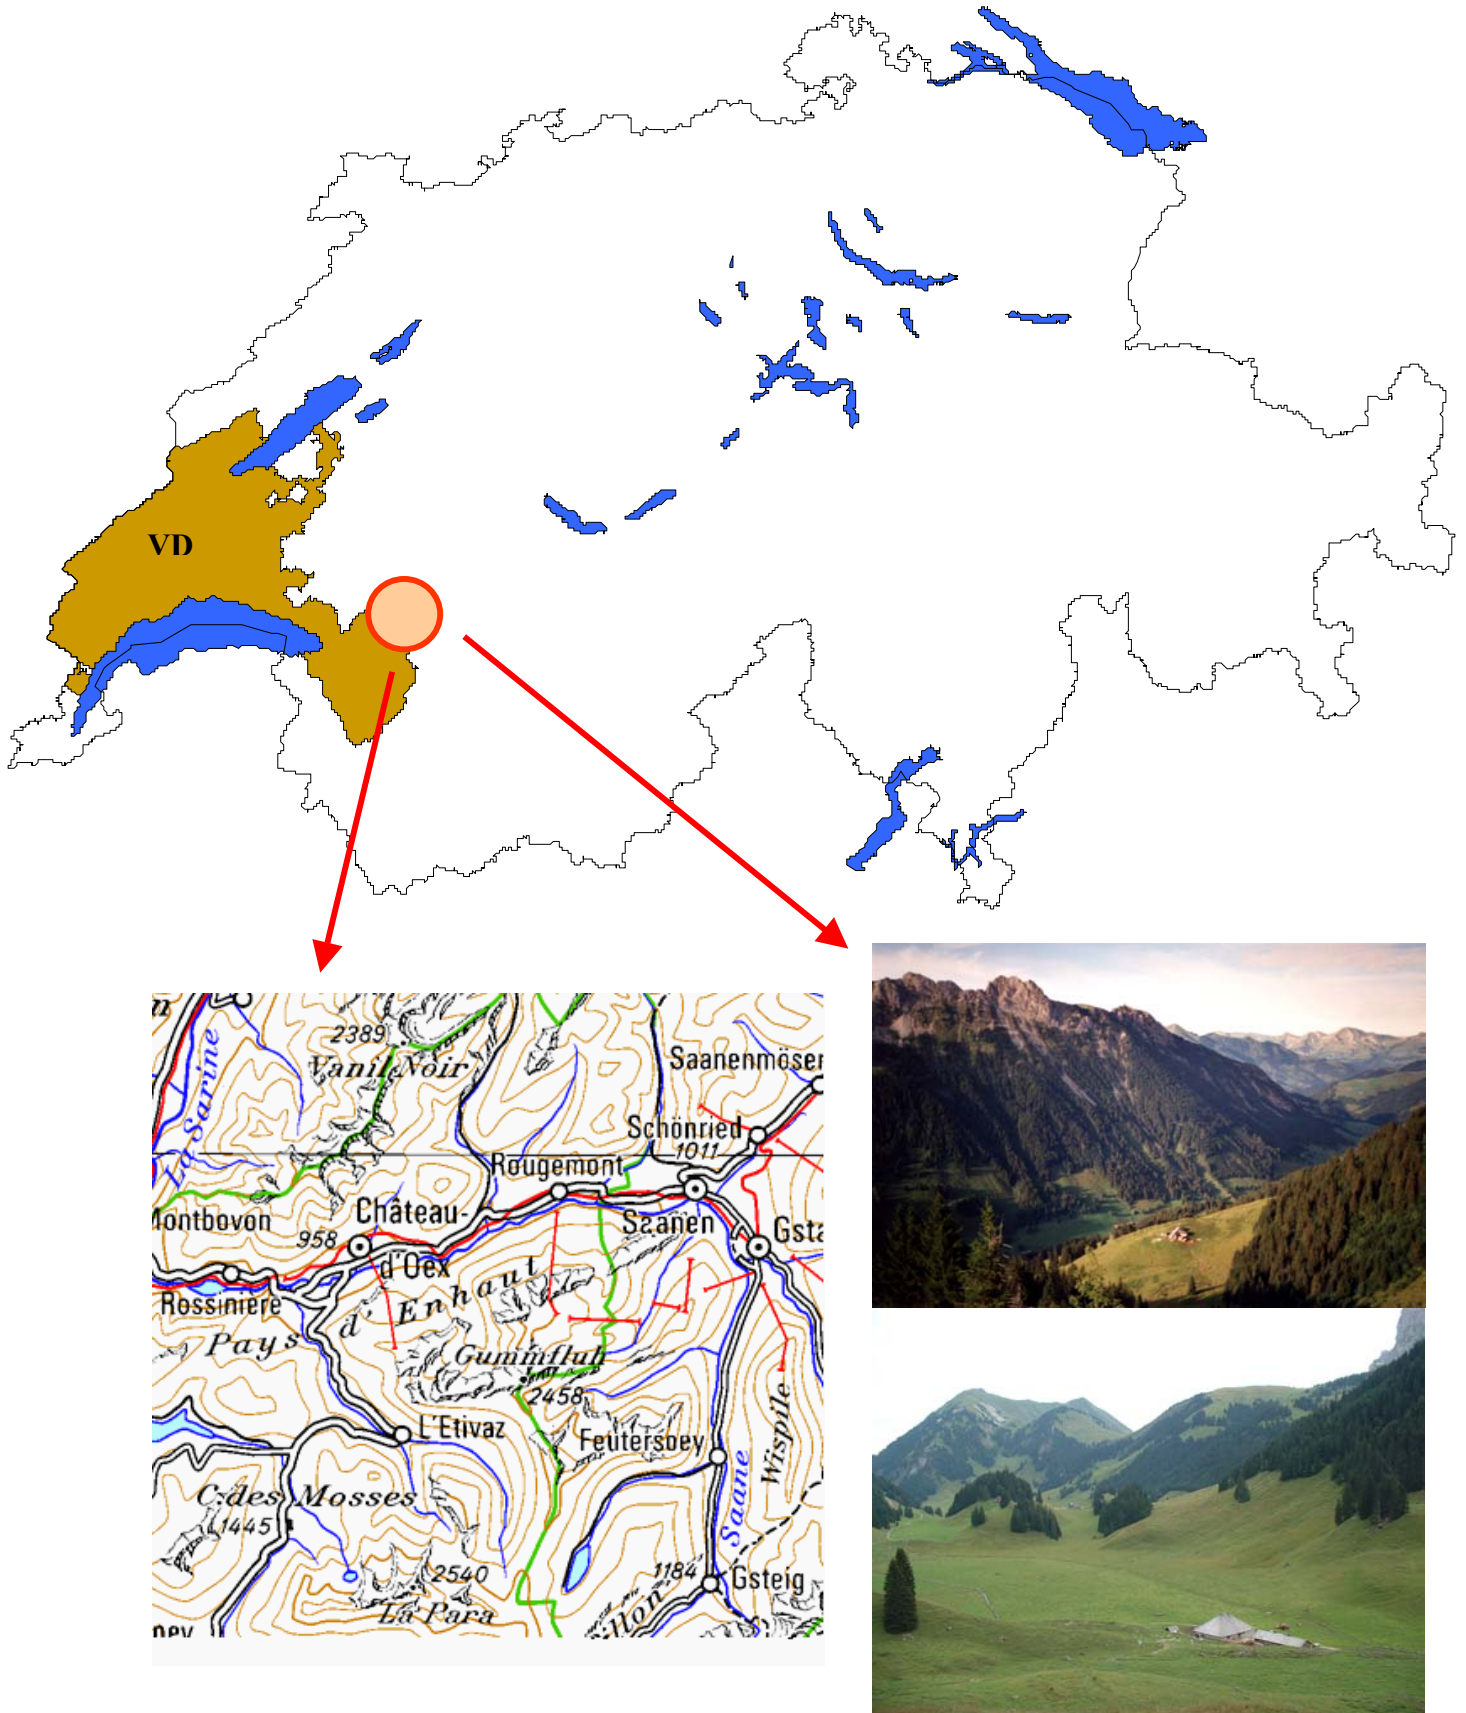 VD
n
2389
Vanil Noir
La Sarine
Saanenmöser
Schönried
1011
Rougemont
Montbovon
Château-
d'Oex
958
Saanen
Gsta
Rossinière
Pays d'Enhaut
Gummfluh
2458
L'Etivaz
Feutersoey
Wispile
Saane
C. des Mosses
1445
2540
La Para
1184
Gsteig
illon